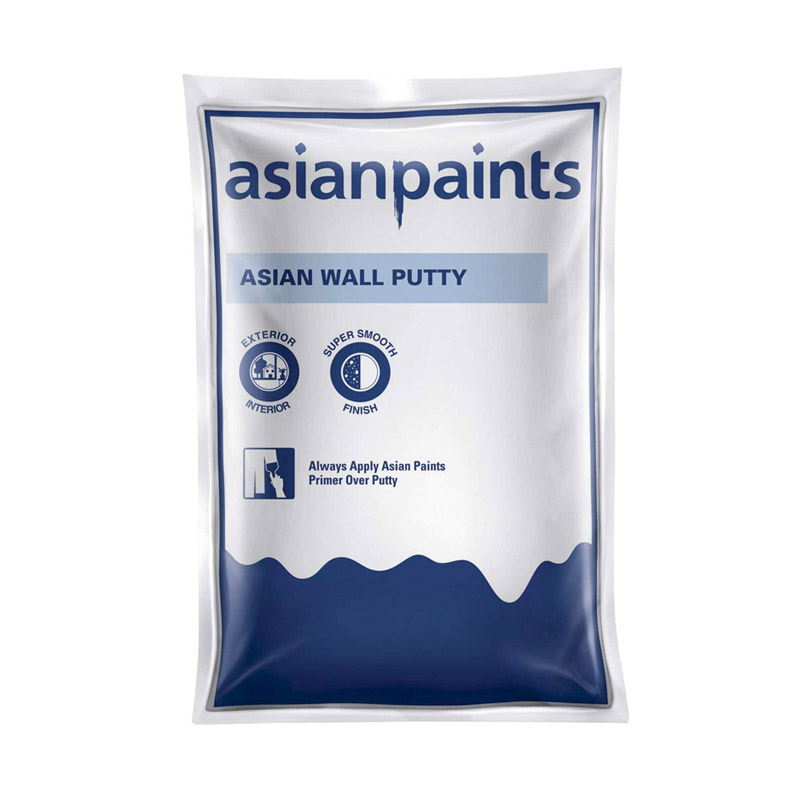 asianpaints
ASIAN WALL PUTTY
EXTERIOR
INTERIOR
SUPER SMOOTH
FINISH
Always Apply Asian Paints
Primer Over Putty